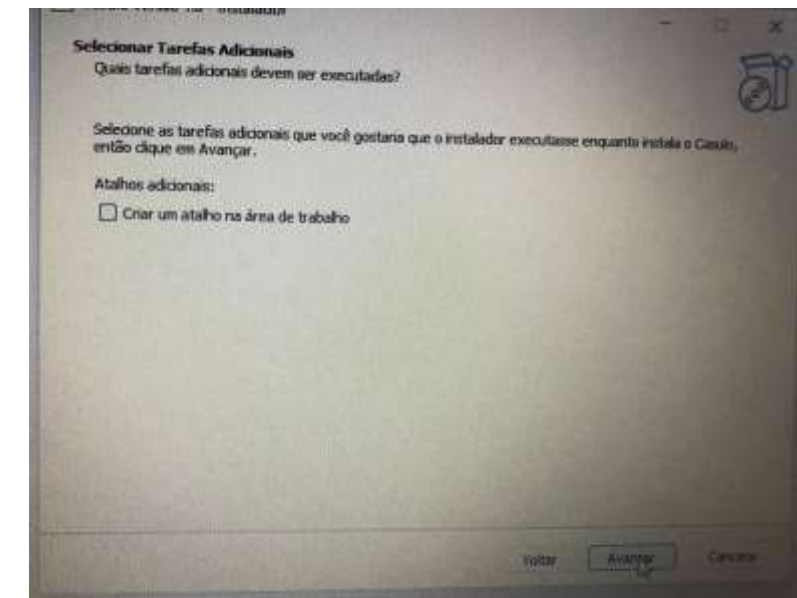 Instalador
Selecionar Tarefas Adicionais
Quais tarefas adicionais devem ser executadas?
Selecione as tarefas adicionais que você gostaria que o instalador executasse enquanto instala o Casulo,
então clique em Avançar.
Atalhos adicionais:
Criar um atalho na área de trabalho
Voltar
Avançar
Cancelar